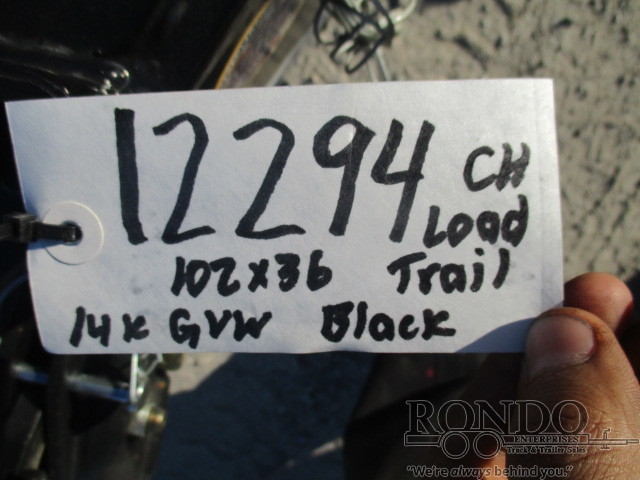 12294 CH
Load
102x36 Trail
14K GVW Black
RONDO
ENTERPRISES
Truck & Trailer Sales
"We're always behind you."